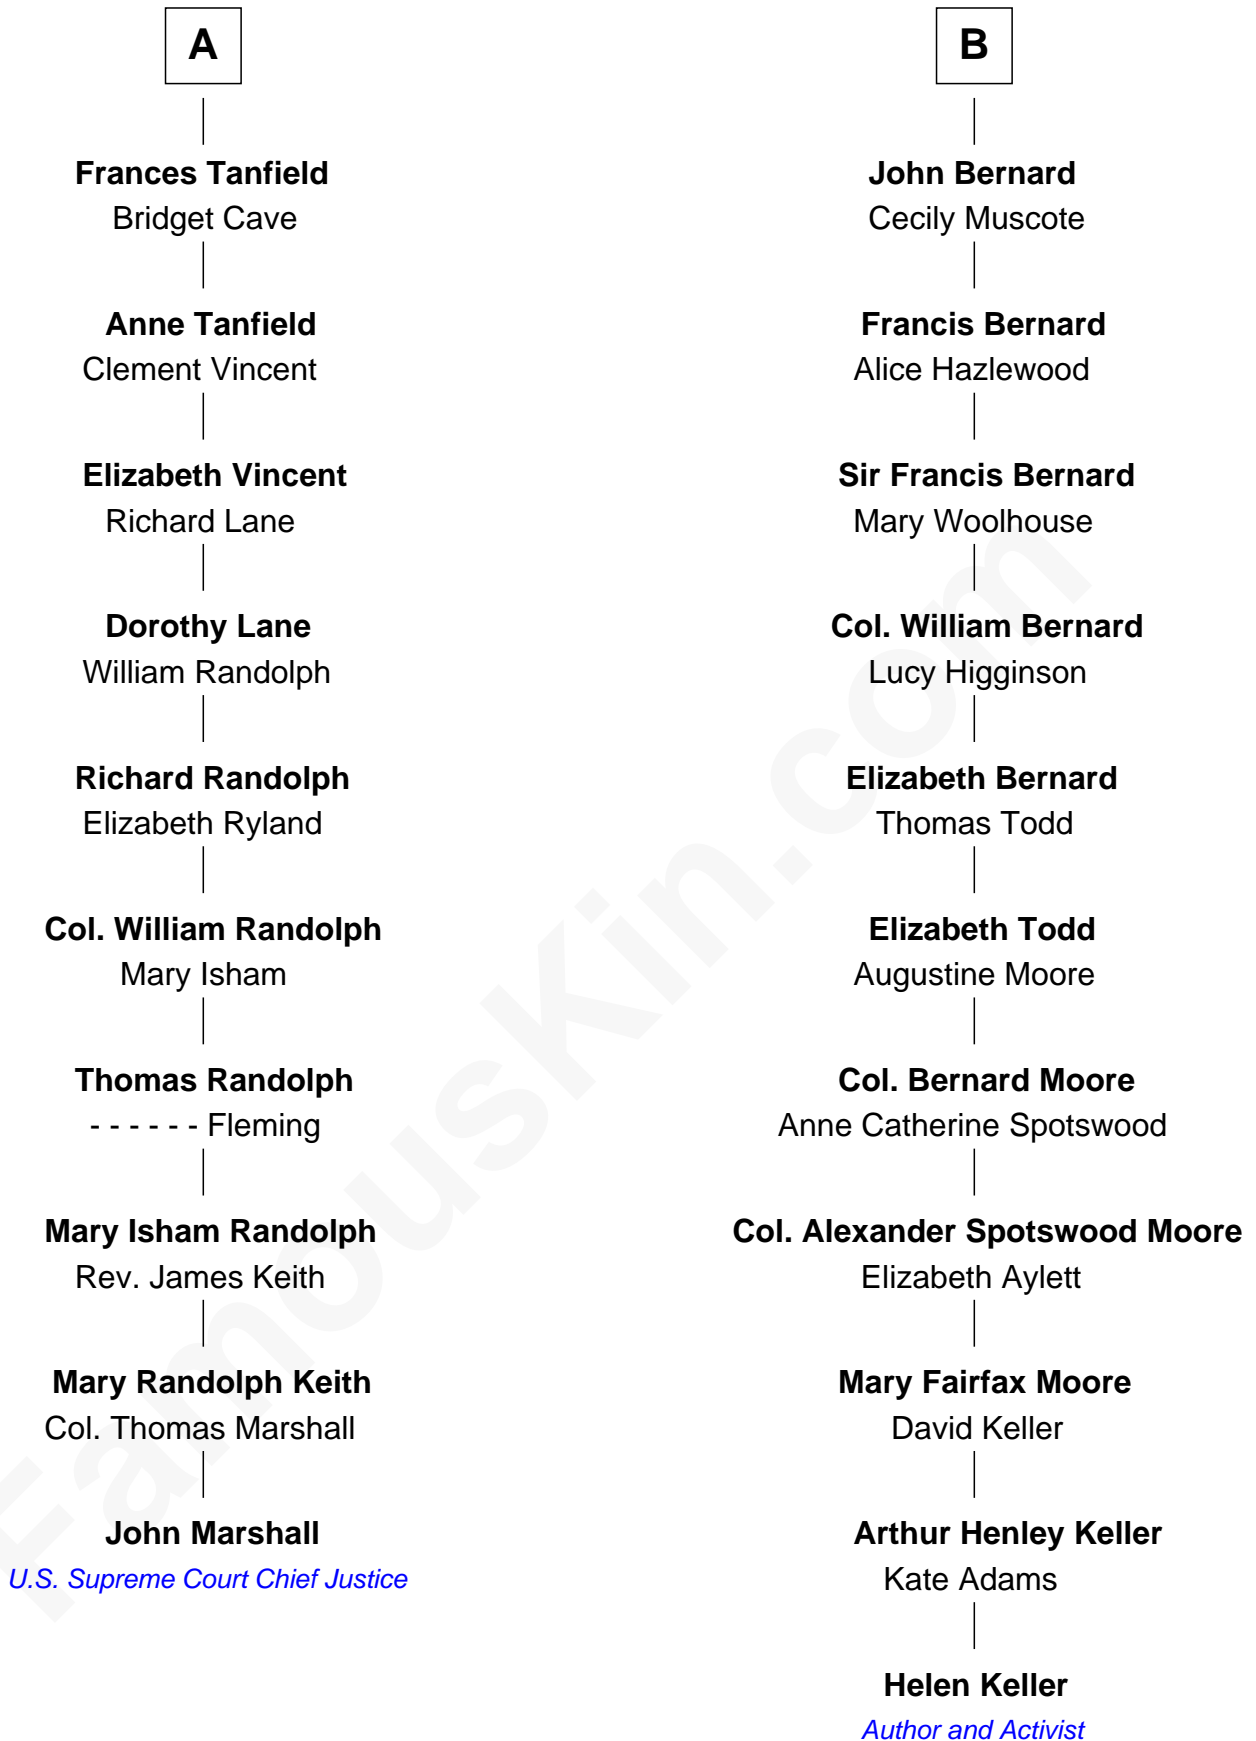 A
Frances Tanfield
Bridget Cave
Anne Tanfield
Clement Vincent
Elizabeth Vincent
Richard Lane
Dorothy Lane
William Randolph
Richard Randolph
Elizabeth Ryland
Col. William Randolph
Mary Isham
Thomas Randolph
- - - - - - Fleming
Mary Isham Randolph
Rev. James Keith
Mary Randolph Keith
Col. Thomas Marshall
John Marshall
U.S. Supreme Court Chief Justice
B
John Bernard
Cecily Muscote
Francis Bernard
Alice Hazlewood
Sir Francis Bernard
Mary Woolhouse
Col. William Bernard
Lucy Higginson
Elizabeth Bernard
Thomas Todd
Elizabeth Todd
Augustine Moore
Col. Bernard Moore
Anne Catherine Spotswood
Col. Alexander Spotswood Moore
Elizabeth Aylett
Mary Fairfax Moore
David Keller
Arthur Henley Keller
Kate Adams
Helen Keller
Author and Activist
FamousKin.com